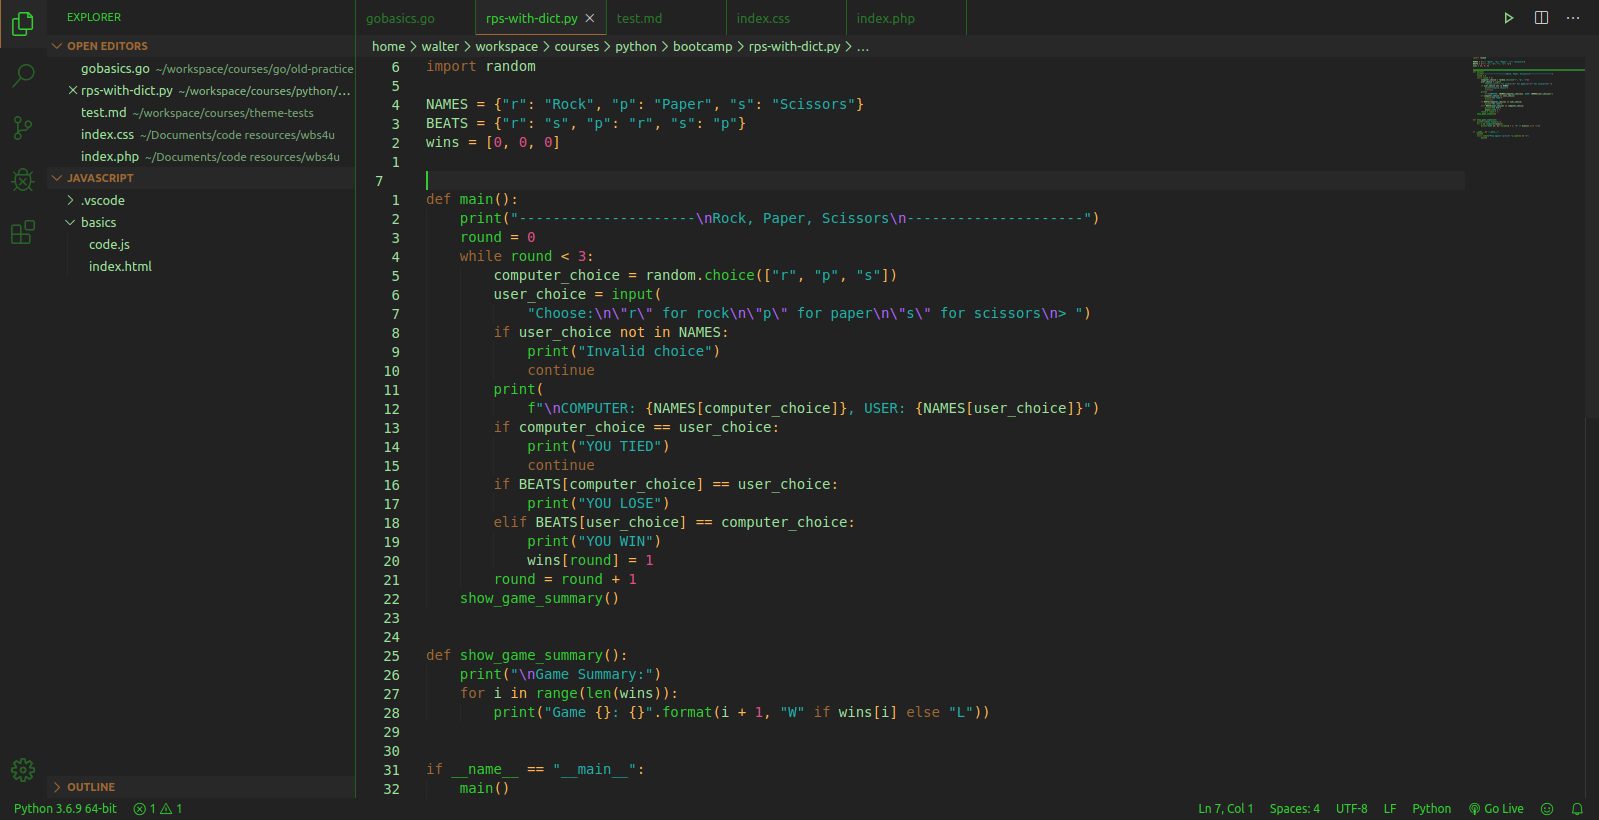 EXPLORER
OPEN EDITORS
gobasics.go ~/workspace/courses/go/old-practice
rps-with-dict.py ~/workspace/courses/python/...
test.md ~/workspace/courses/theme-tests
index.css ~/Documents/code resources/wbs4u
index.php ~/Documents/code resources/wbs4u
JAVASCRIPT
.vscode
basics
code.js
index.html
OUTLINE
gobasics.go rps-with-dict.py test.md index.css index.php
home > walter > workspace > courses > python > bootcamp > rps-with-dict.py > ...
6 import random
5
4 NAMES = {"r": "Rock", "p": "Paper", "s": "Scissors"}
3 BEATS = {"r": "s", "p": "r", "s": "p"}
2 wins = [0, 0, 0]
1
7
1 def main():
2 print("---------------------\nRock, Paper, Scissors\n---------------------")
3 round = 0
4 while round < 3:
5 computer_choice = random.choice(["r", "p", "s"])
6 user_choice = input(
7 "Choose:\n\"r\" for rock\n\"p\" for paper\n\"s\" for scissors\n> ")
8 if user_choice not in NAMES:
9 print("Invalid choice")
10 continue
11 print(
12 f"\nCOMPUTER: {NAMES[computer_choice]}, USER: {NAMES[user_choice]}")
13 if computer_choice == user_choice:
14 print("YOU TIED")
15 continue
16 if BEATS[computer_choice] == user_choice:
17 print("YOU LOSE")
18 elif BEATS[user_choice] == computer_choice:
19 print("YOU WIN")
20 wins[round] = 1
21 round = round + 1
22 show_game_summary()
23
24
25 def show_game_summary():
26 print("\nGame Summary:")
27 for i in range(len(wins)):
28 print("Game {}: {}".format(i + 1, "W" if wins[i] else "L"))
29
30
31 if __name__ == "__main__":
32 main()
Python 3.6.9 64-bit 1 1 Ln 7, Col 1 Spaces: 4 UTF-8 LF Python Go Live